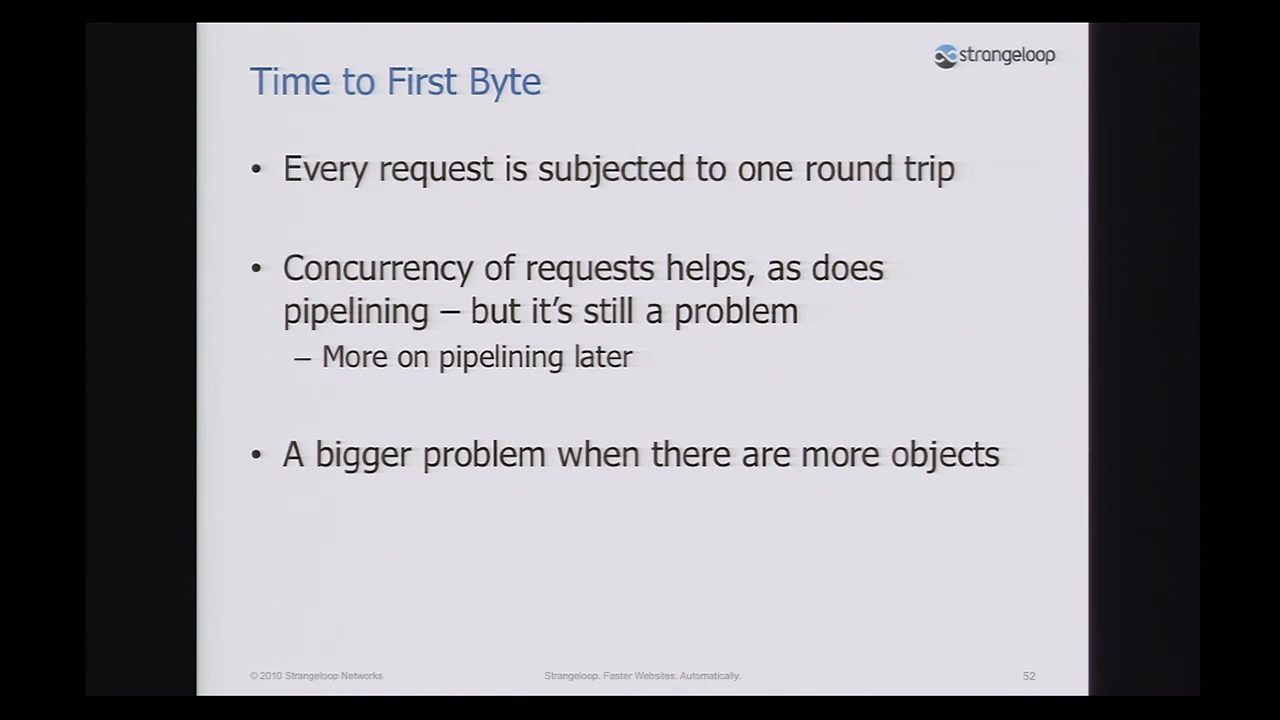 strangeloop
Time to First Byte
• Every request is subjected to one round trip
• Concurrency of requests helps, as does
pipelining – but it's still a problem
– More on pipelining later
• A bigger problem when there are more objects
© 2010 Strangeloop Networks
Strangeloop. Faster Websites. Automatically.
52